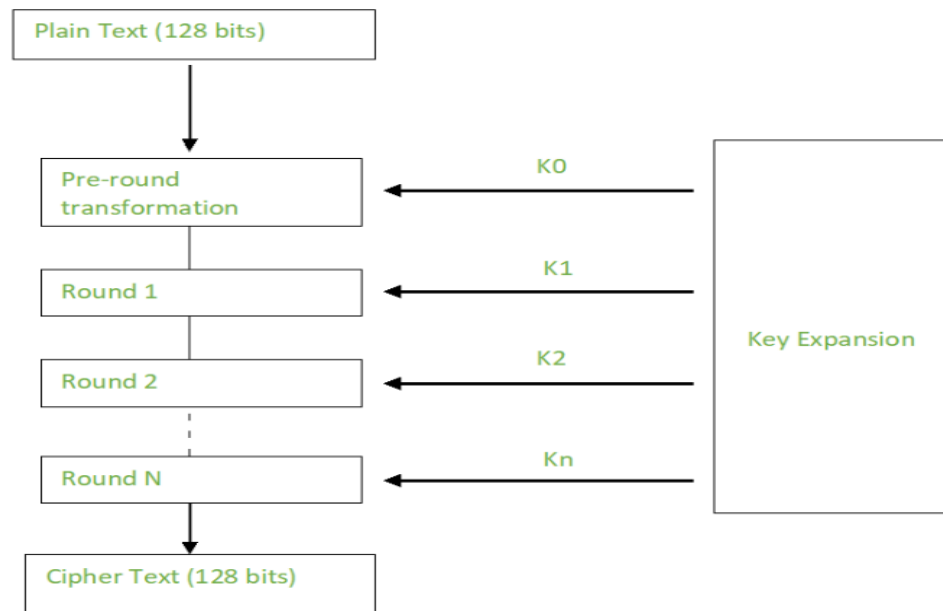 Plain Text (128 bits)
Pre-round
transformation
K0
Round 1
K1
Key Expansion
Round 2
K2
Round N
Kn
Cipher Text (128 bits)